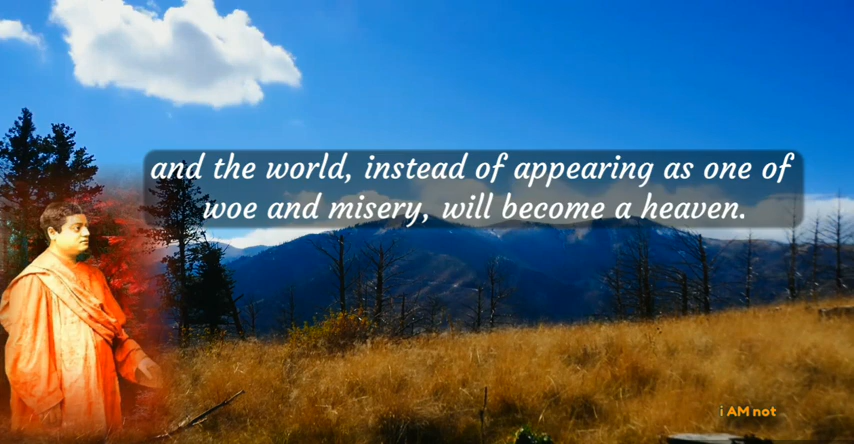 and the world, instead of appearing as one of
woe and misery, will become a heaven.
i AM not